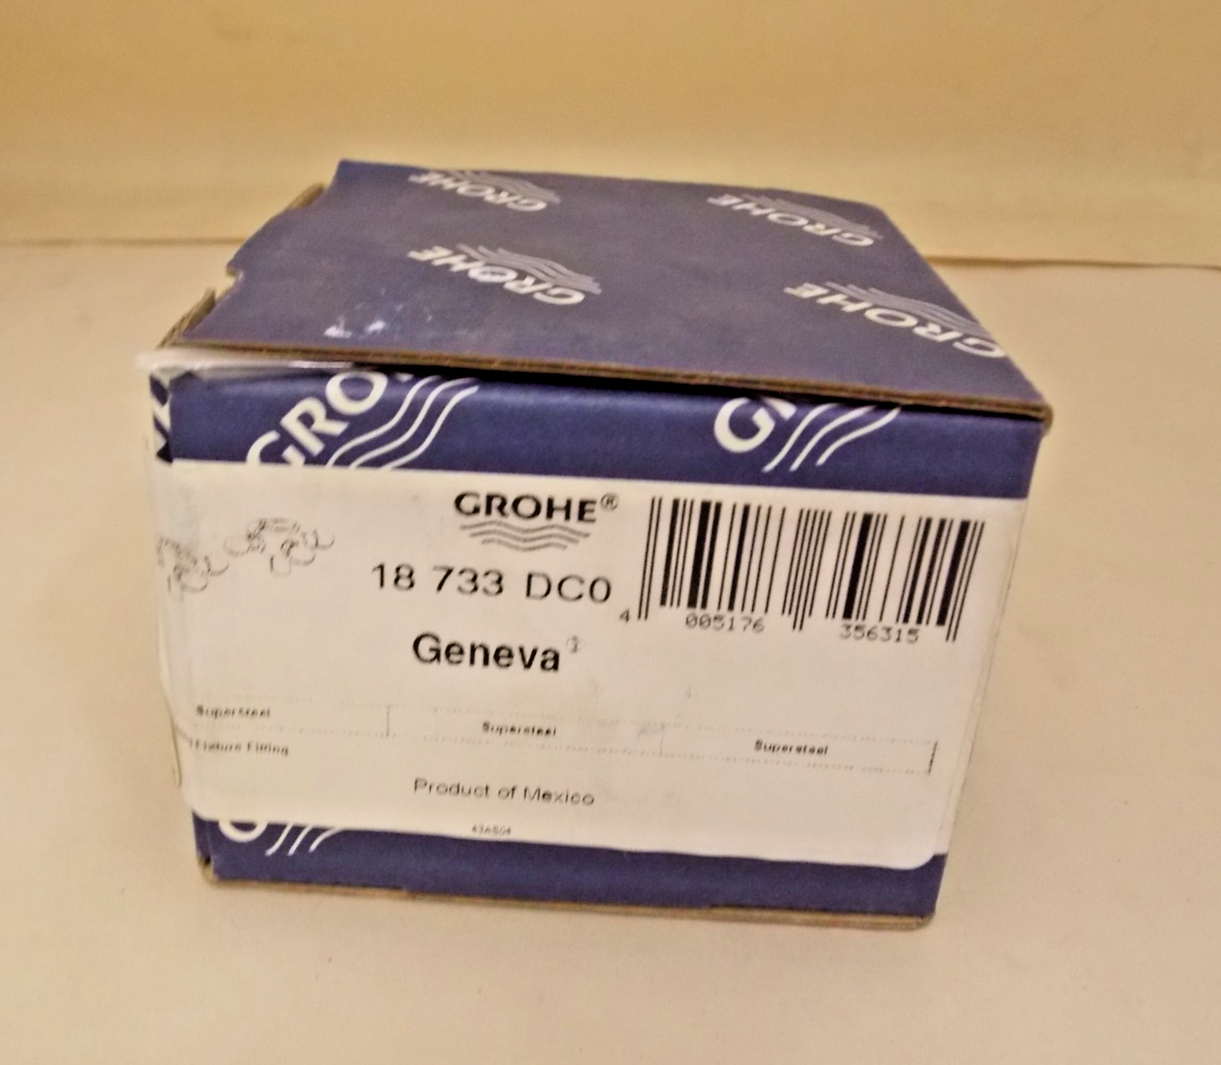 GROHE
GROHE
GROHE
GROHE
GRO
G
GROHE®
18 733 DC0
4 005176 356315
Geneva
Supersteel Supersteel Supersteel
Fixture Fitting
Product of Mexico
G